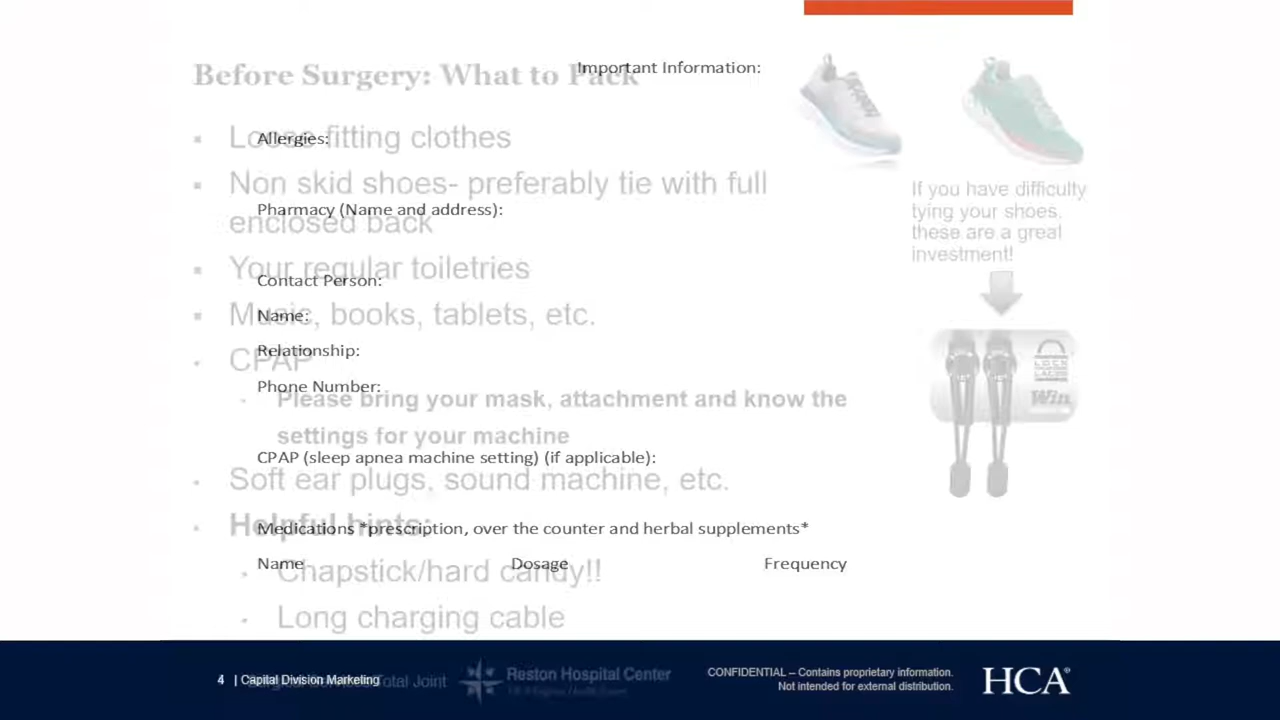 Before Surgery: What to Pack
Important Information:
Loose fitting clothes
Allergies:
Non skid shoes- preferably tie with full
enclosed back
Pharmacy (Name and address):
If you have difficulty
tying your shoes,
these are a great
investment!
Your regular toiletries
Contact Person:
Music, books, tablets, etc.
Name:
CPAP
Relationship:
Phone Number:
Please bring your mask, attachment and know the
settings for your machine
LOCK
LACES
Win
CPAP (sleep apnea machine setting) (if applicable):
Soft ear plugs, sound machine, etc.
Helpful hints:
Medications *prescription, over the counter and herbal supplements*
Name Dosage Frequency
Chapstick/hard candy!!
Long charging cable
4 | Capital Division Marketing
Total Joint
Reston Hospital Center
CONFIDENTIAL – Contains proprietary information.
Not intended for external distribution.
HCA®